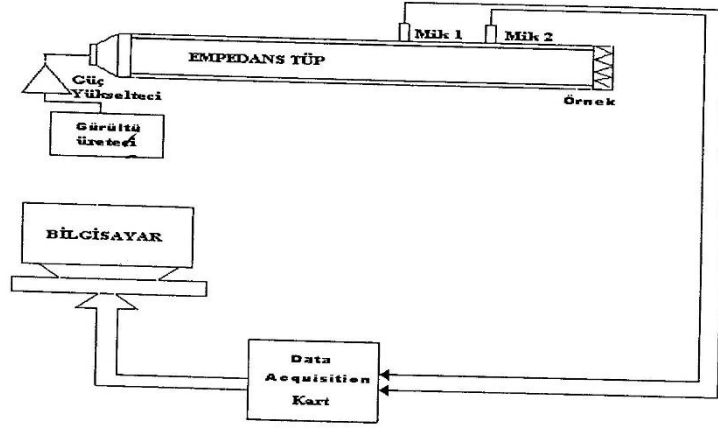 Mik 1
Mik 2
EMPEDANS TÜP
Güç
Yükselteci
Örnek
Gürültü
üreteci
BİLGİSAYAR
Data
Acquisition
Kart